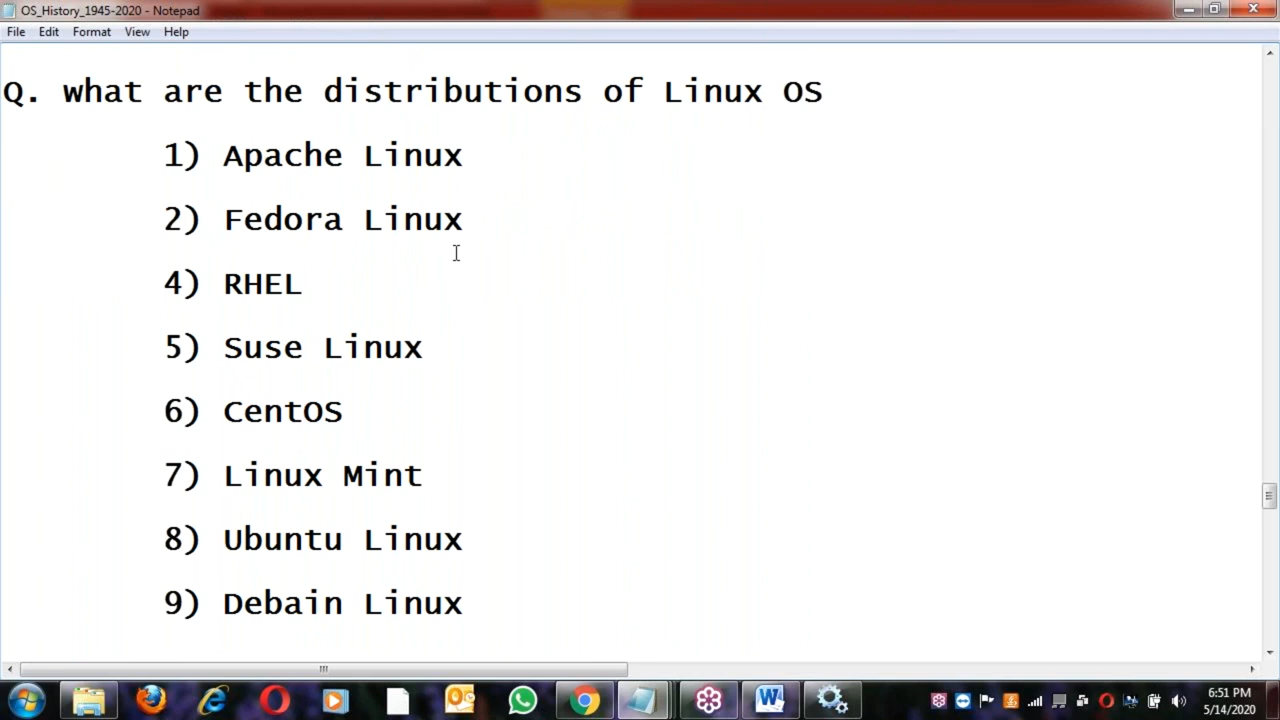 OS_History_1945-2020 - Notepad
File Edit Format View Help
Q. what are the distributions of Linux OS
1) Apache Linux
2) Fedora Linux
4) RHEL
5) Suse Linux
6) CentOS
7) Linux Mint
8) Ubuntu Linux
9) Debain Linux
6:51 PM
5/14/2020